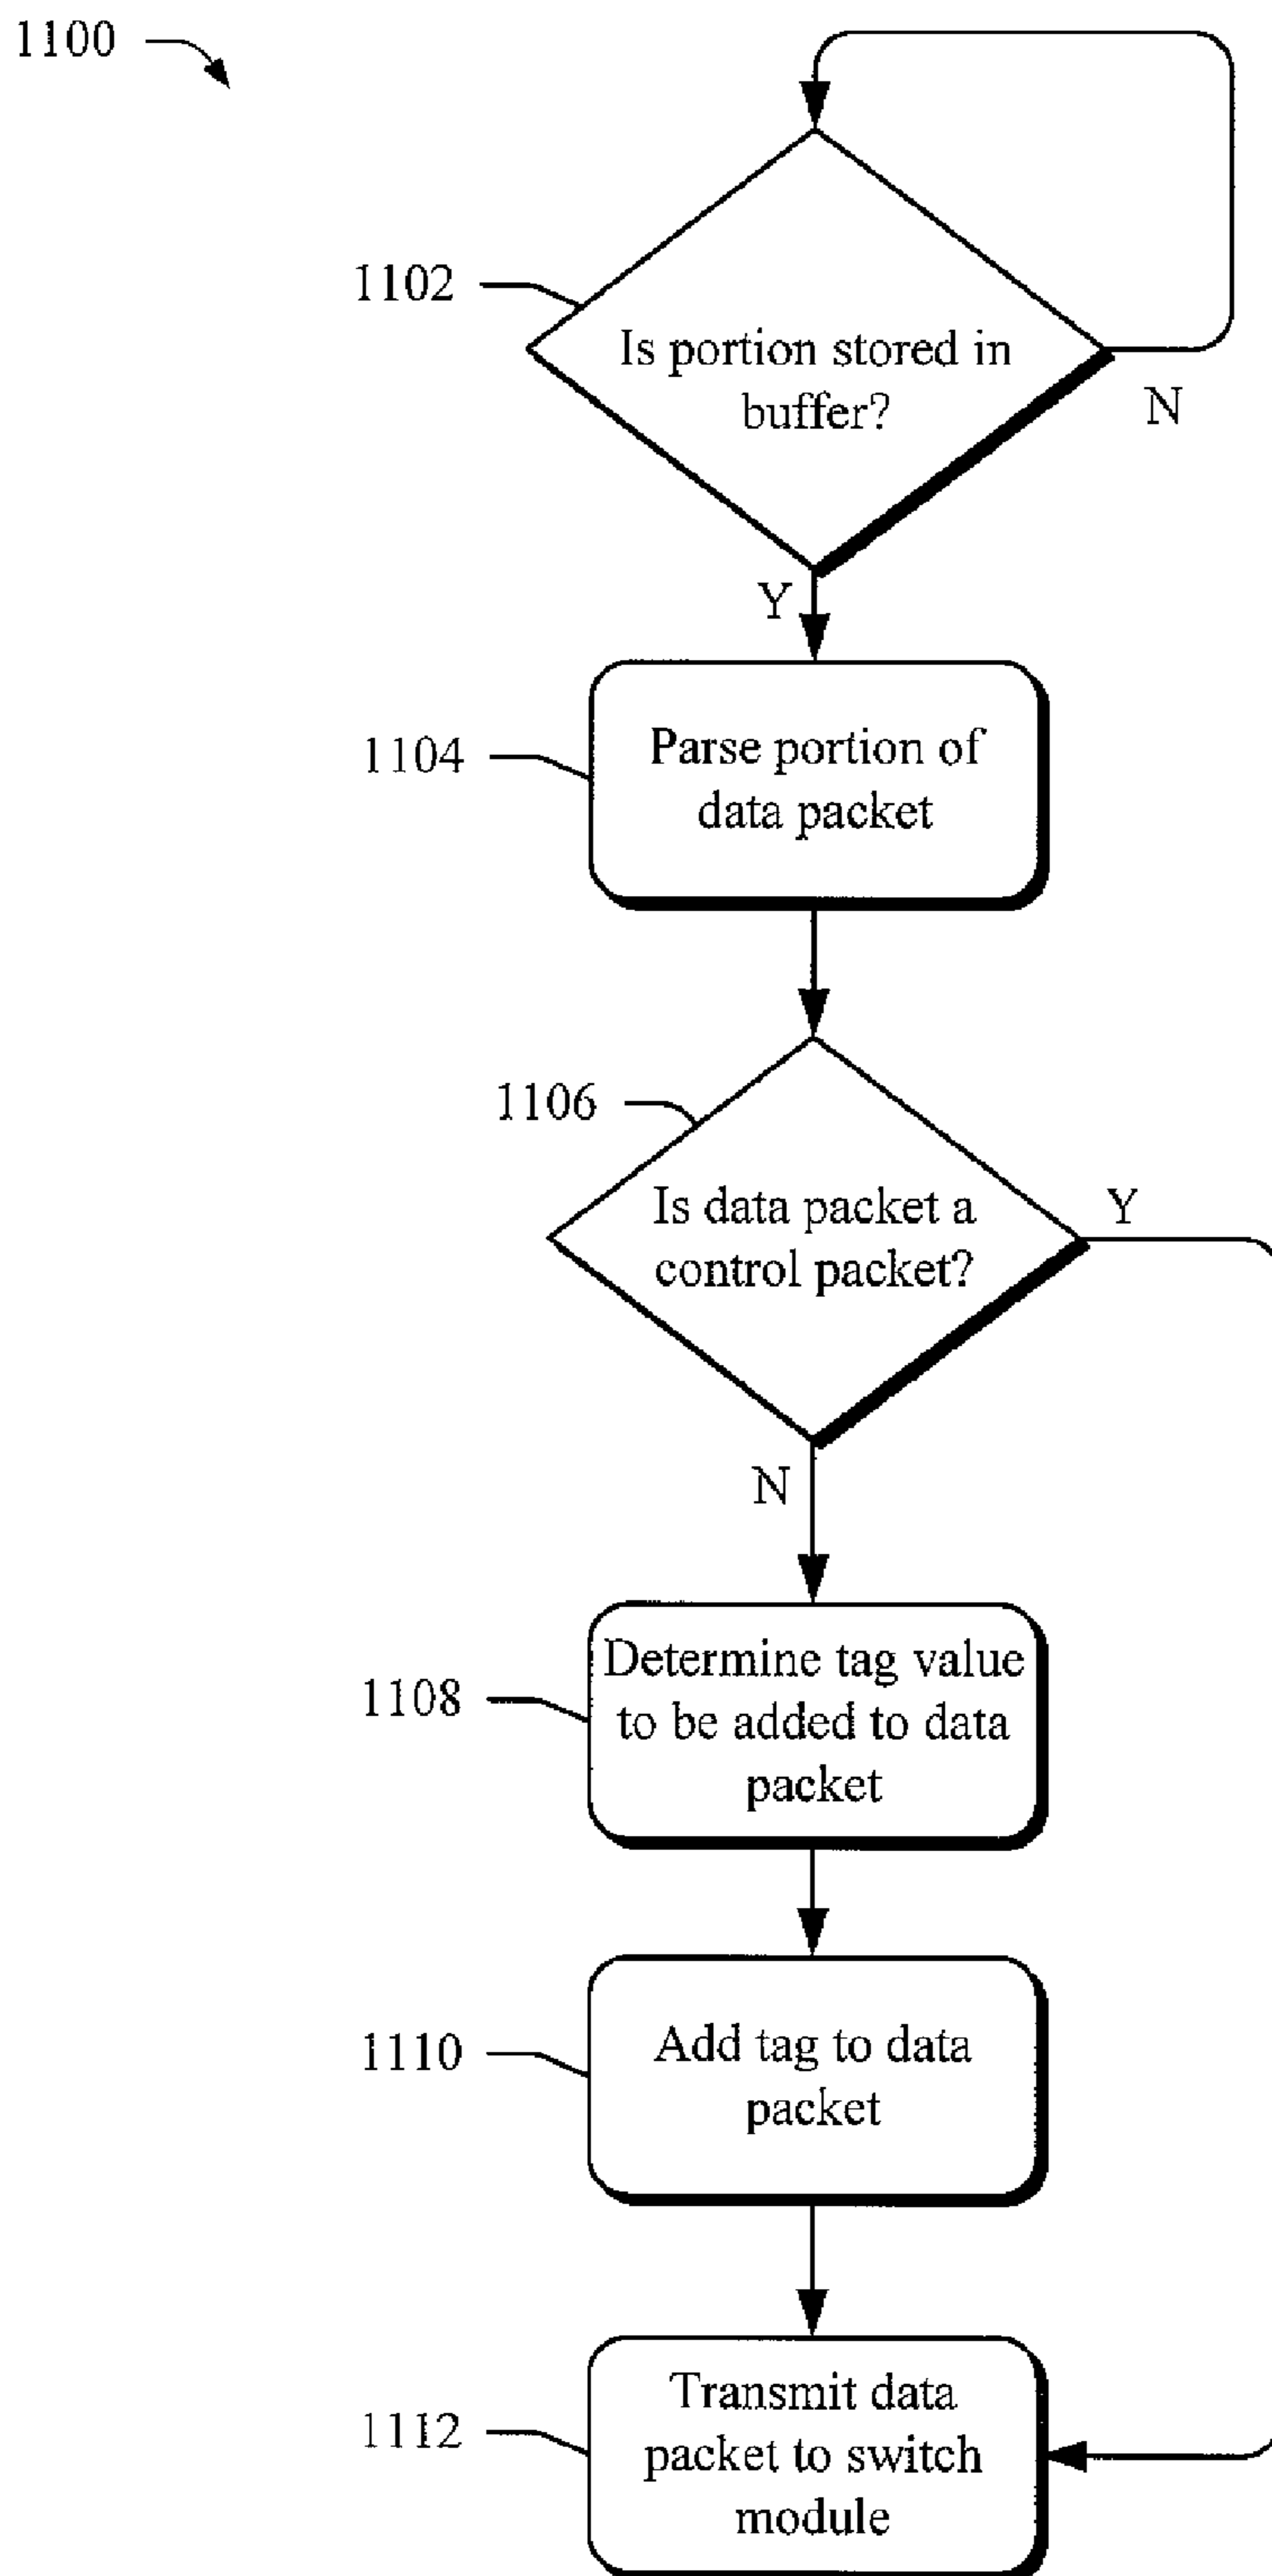 1100
1102
Is portion stored in
buffer?
N
Y
1104
Parse portion of
data packet
1106
Is data packet a
control packet?
Y
N
1108
Determine tag value
to be added to data
packet
1110
Add tag to data
packet
1112
Transmit data
packet to switch
module